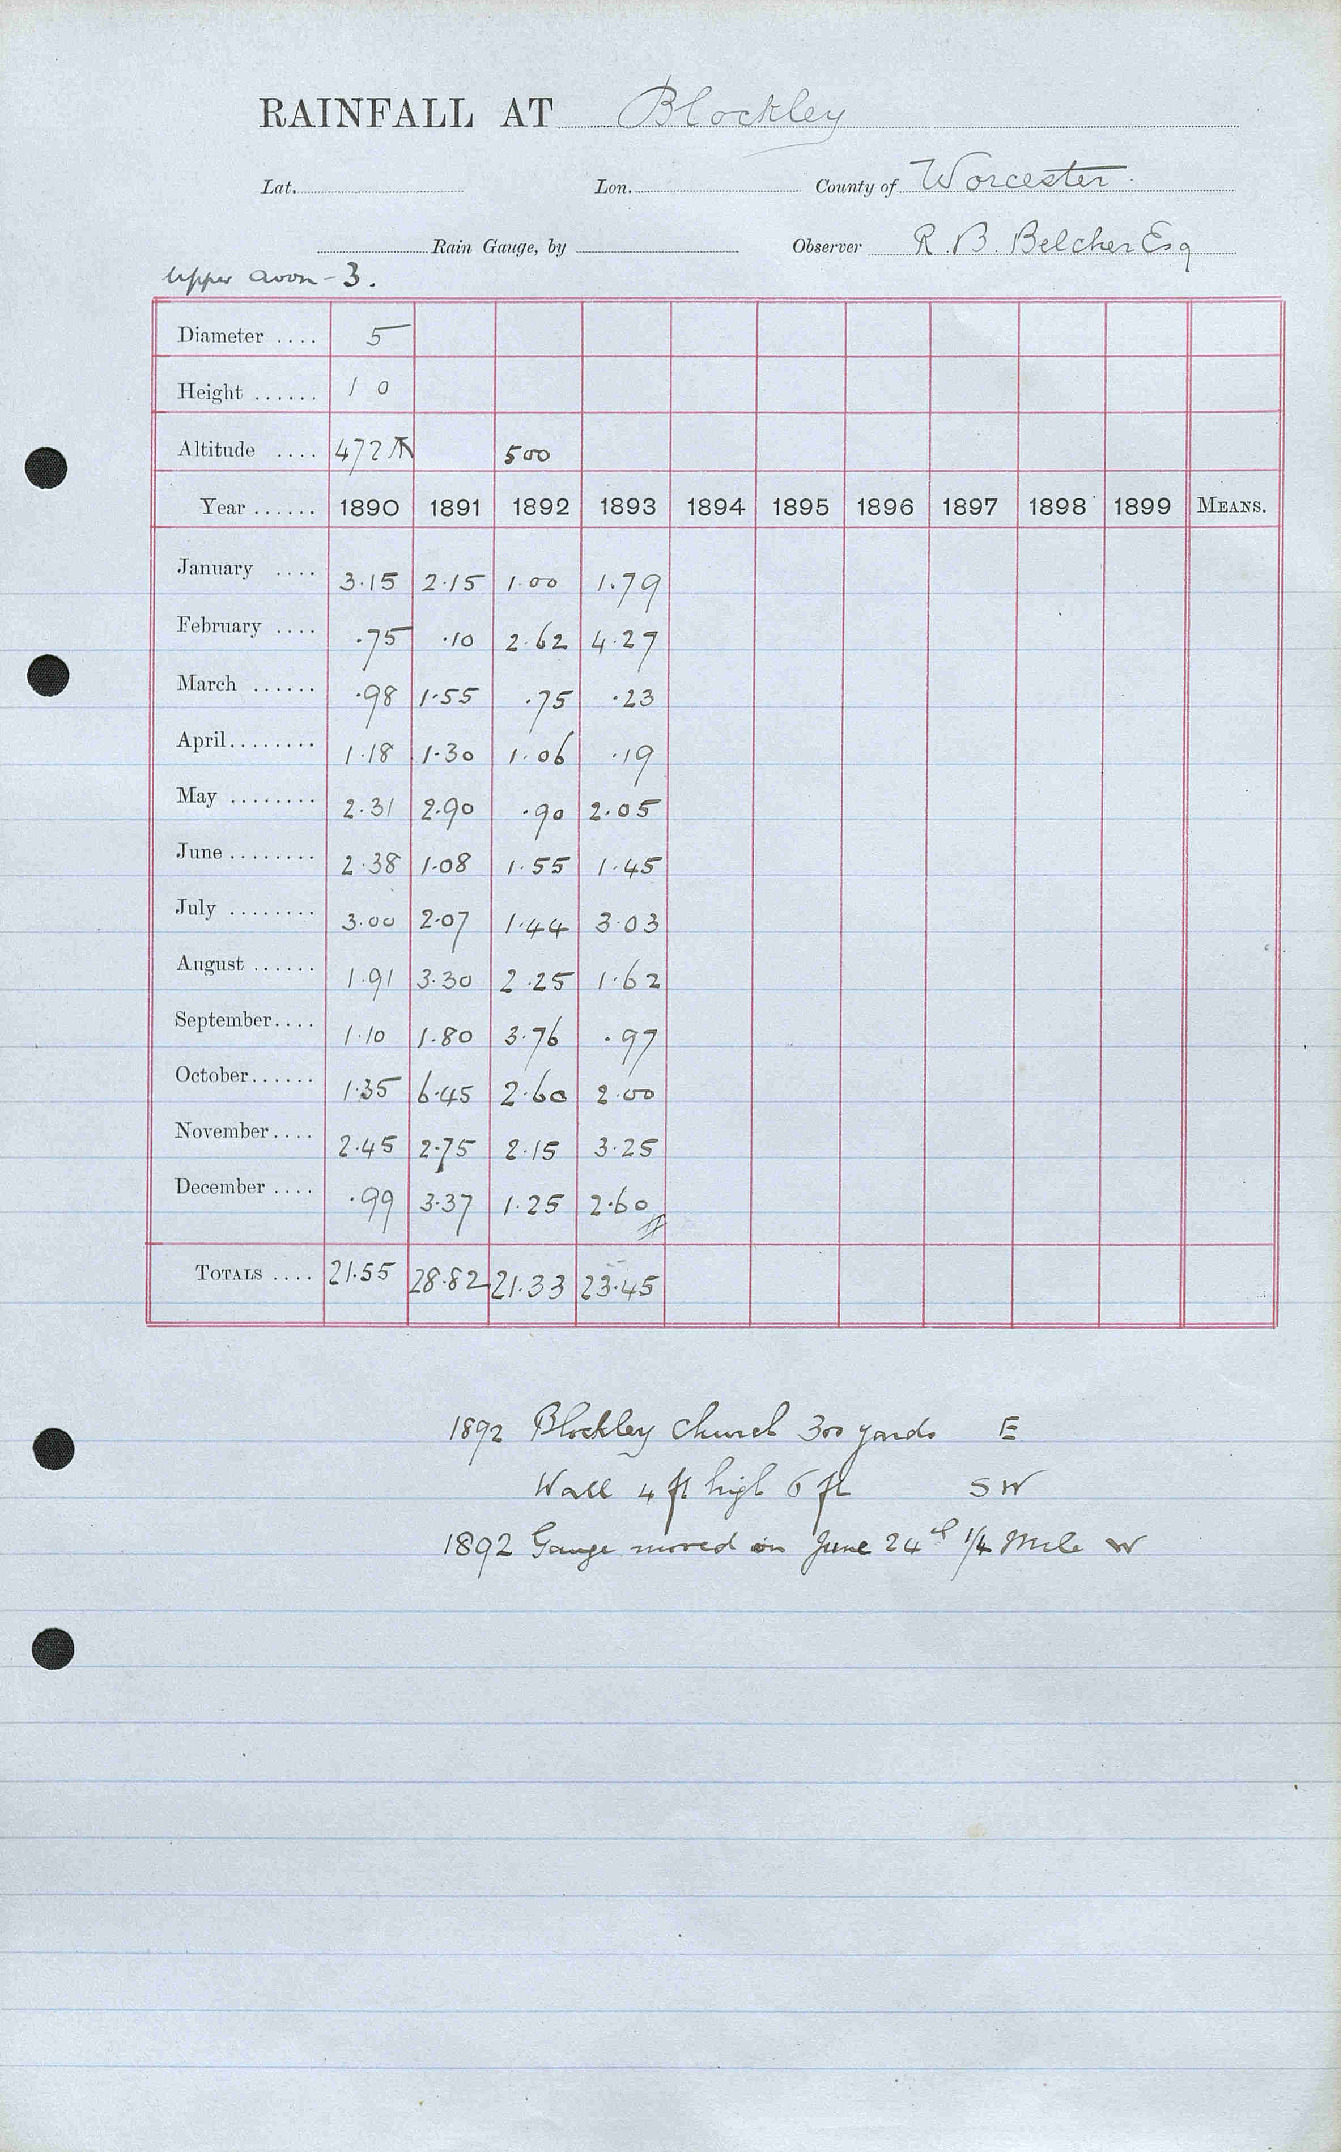 RAINFALL AT Blockley
Lat. Lon. County of Worcester.
Rain Gauge, by Observer R. B. Belcher Esq
Upper Avon - 3.
Diameter .... 5
Height ...... 1 0
Altitude .... 472 500
Year ...... 1890 1891 1892 1893 1894 1895 1896 1897 1898 1899 MEANS.
January .... 3.15 2.15 1.00 1.79
February .... .75 .10 2.62 4.27
March ...... .98 1.55 .75 .23
April........ 1.18 1.30 1.06 .19
May ........ 2.31 2.90 .90 2.05
June ........ 2.38 1.08 1.55 1.45
July ........ 3.00 2.07 1.44 3.03
August ...... 1.91 3.30 2.25 1.62
September.... 1.10 1.80 3.76 .97
October...... 1.35 6.45 2.60 2.00
November.... 2.45 2.75 2.15 3.25
December .... .99 3.37 1.25 2.60
TOTALS .... 21.55 28.82 21.33 23.45
1892 Blockley Church 300 yards E
Wall 4 ft high 6 ft SW
1892 Gauge moved on June 24th 1/4 Mile W